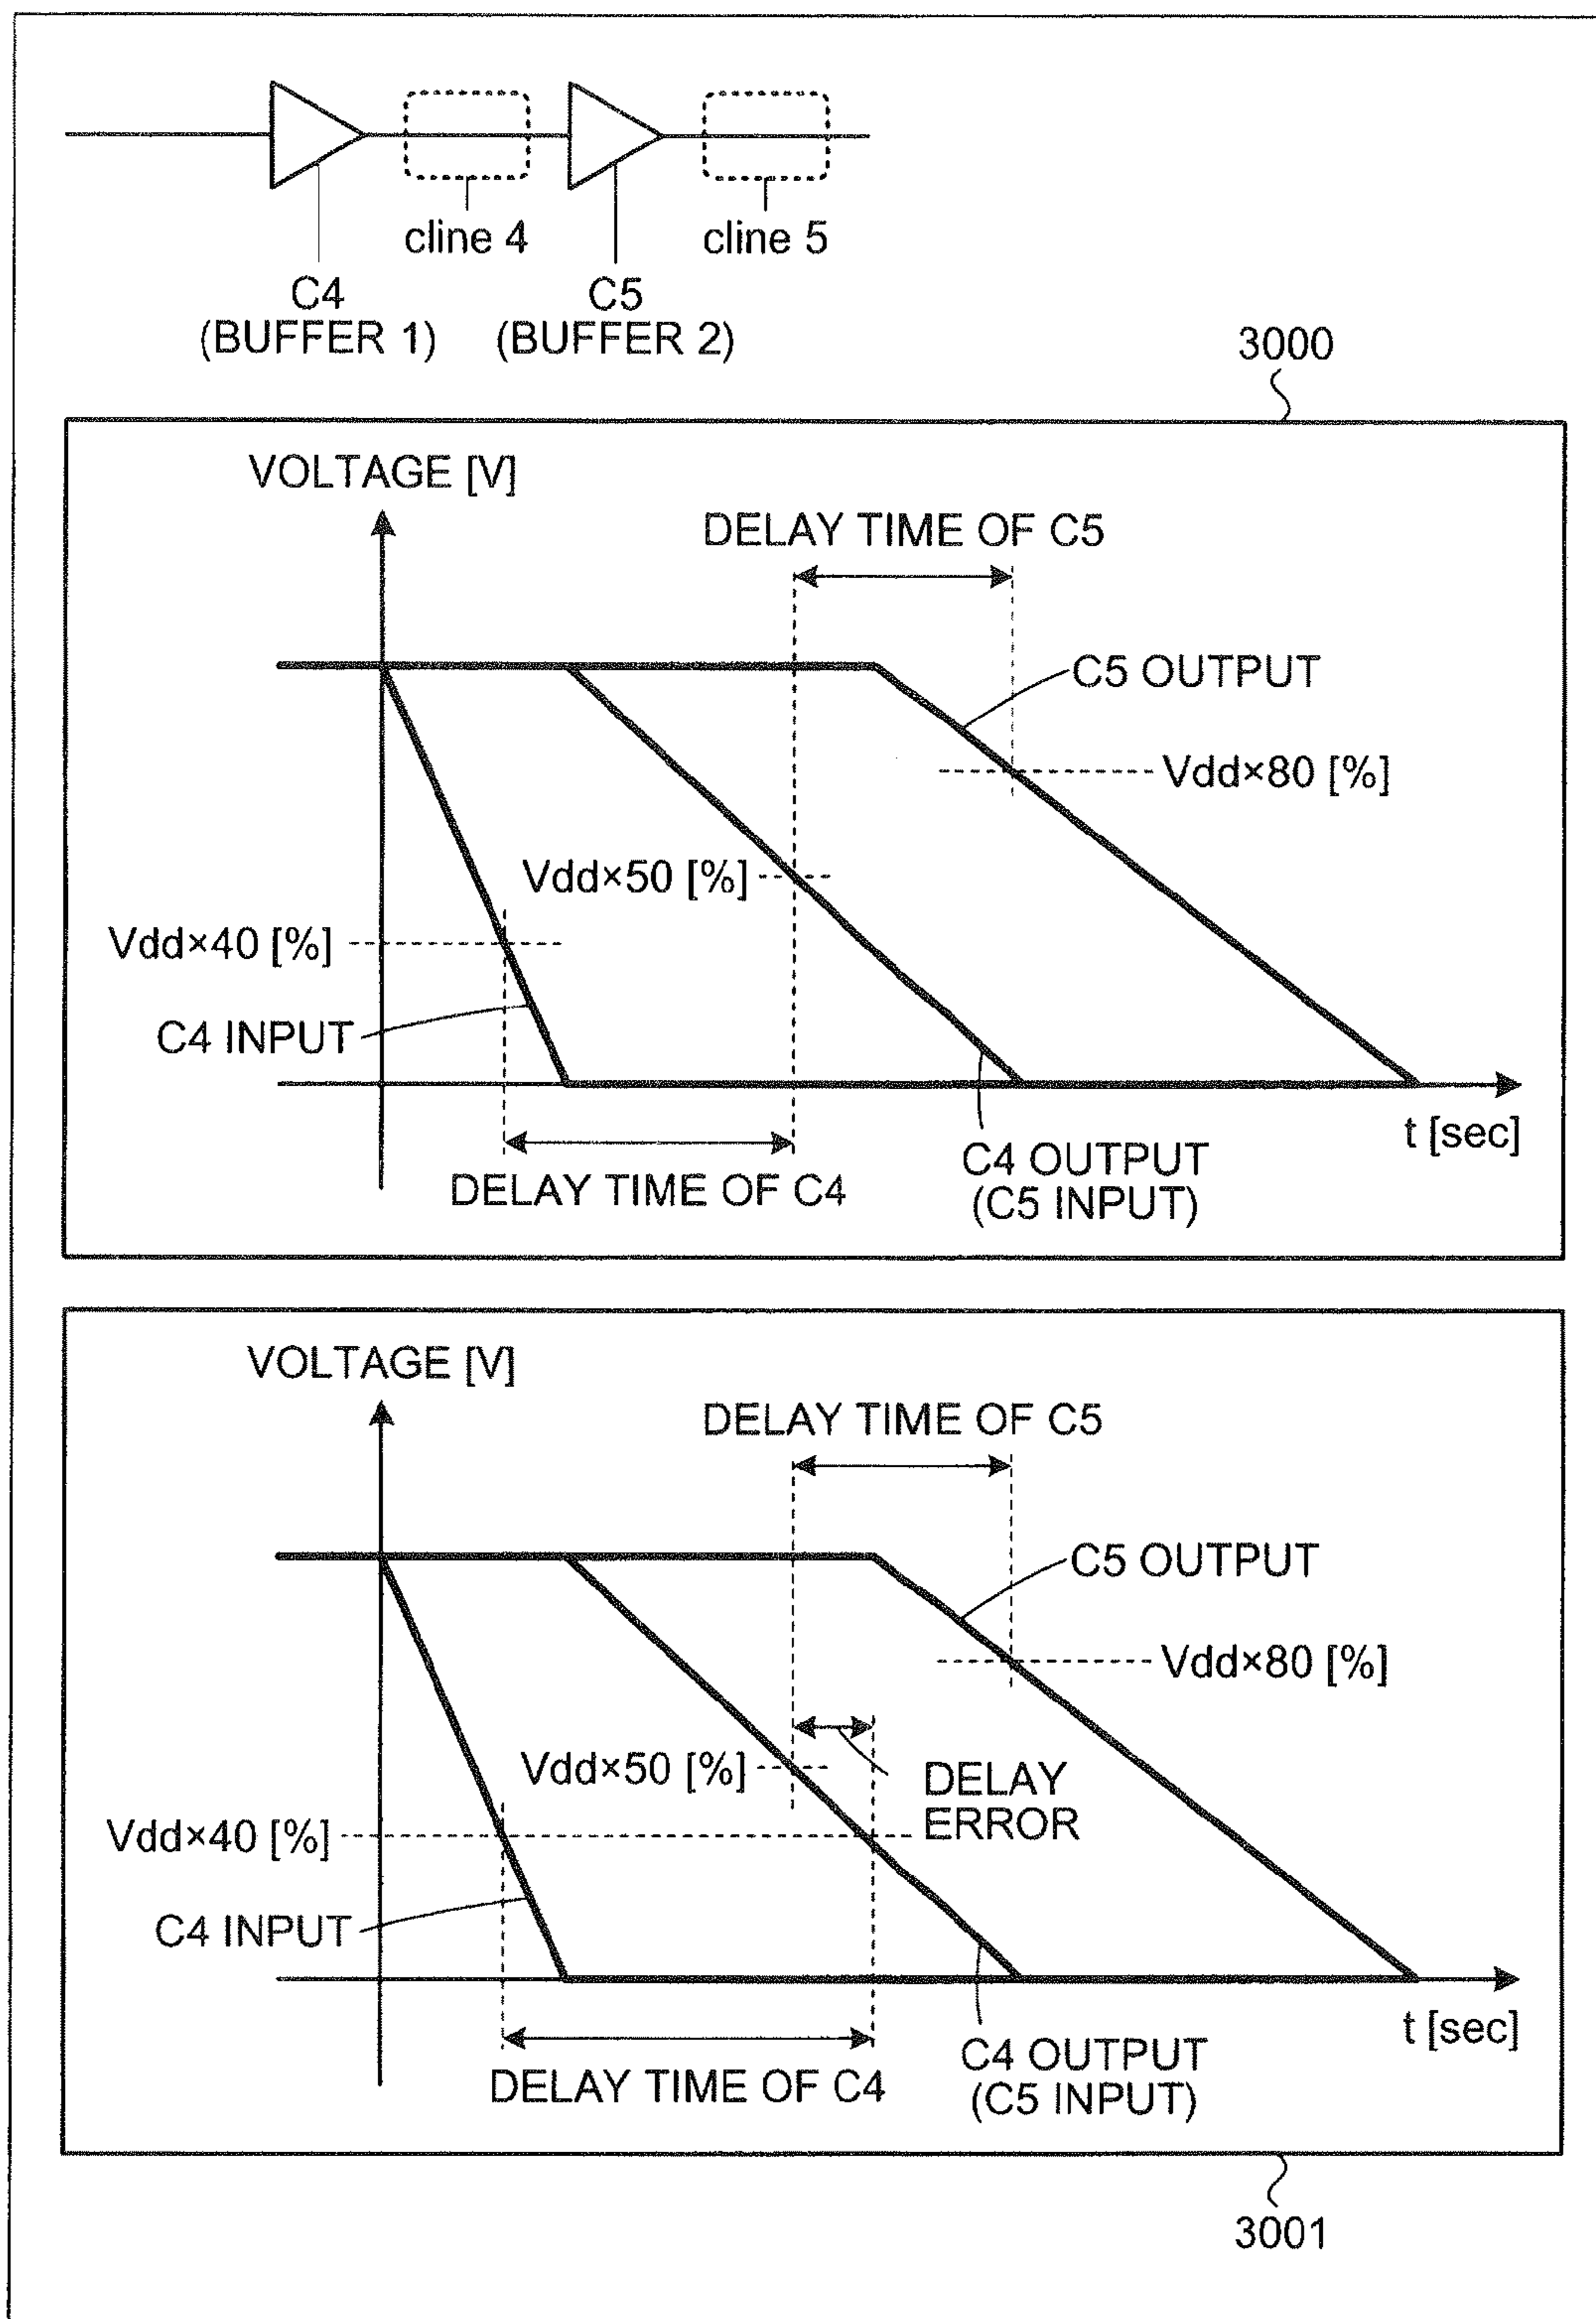 cline 4
cline 5
C4
(BUFFER 1)
C5
(BUFFER 2)
3000
VOLTAGE [V]
DELAY TIME OF C5
C5 OUTPUT
Vdd×80 [%]
Vdd×50 [%]
Vdd×40 [%]
C4 INPUT
t [sec]
C4 OUTPUT
(C5 INPUT)
DELAY TIME OF C4
VOLTAGE [V]
DELAY TIME OF C5
C5 OUTPUT
Vdd×80 [%]
Vdd×50 [%]
DELAY
ERROR
Vdd×40 [%]
C4 INPUT
t [sec]
C4 OUTPUT
(C5 INPUT)
DELAY TIME OF C4
3001